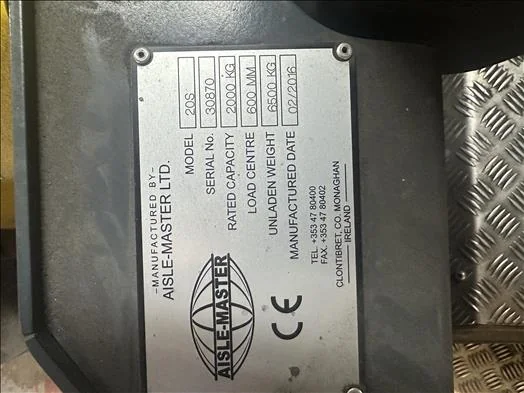 -MANUFACTURED BY-
AISLE-MASTER LTD.
MODEL 20S
SERIAL No. 30870
RATED CAPACITY 2000 KG
LOAD CENTRE 600 MM
UNLADEN WEIGHT 6500 KG
MANUFACTURED DATE 02/2016
AISLE-MASTER
CE
TEL. +353 47 80400
FAX. +353 47 80402
CLONTIBRET, CO. MONAGHAN
IRELAND